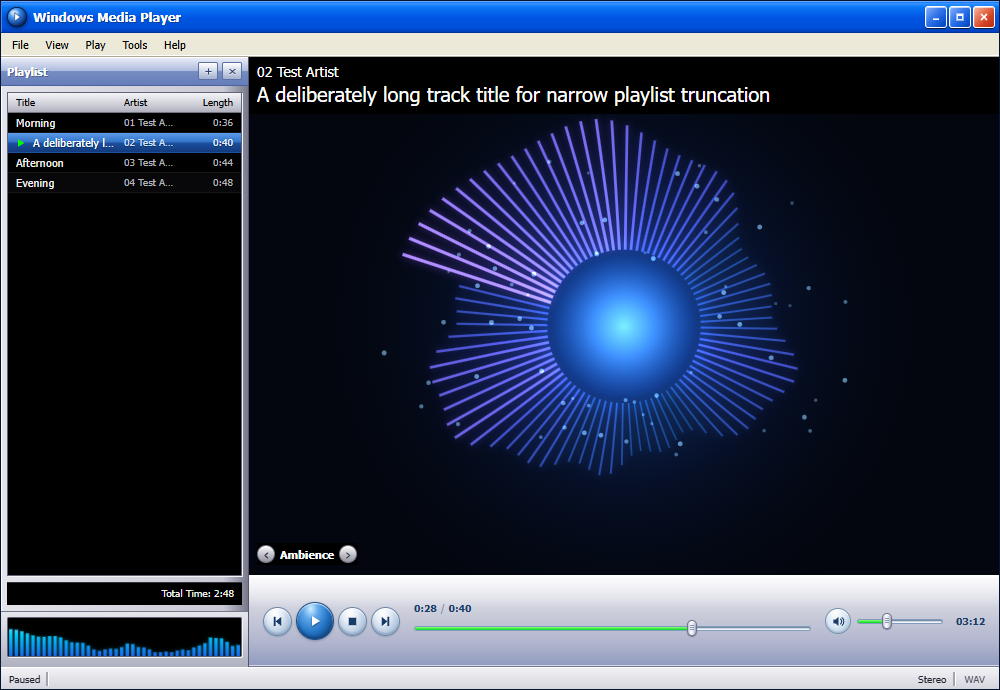 Windows Media Player
File View Play Tools Help
Playlist
Title Artist Length
Morning 01 Test A... 0:36
A deliberately l... 02 Test A... 0:40
Afternoon 03 Test A... 0:44
Evening 04 Test A... 0:48
Total Time: 2:48
02 Test Artist
A deliberately long track title for narrow playlist truncation
Ambience
0:28 / 0:40
03:12
Paused
Stereo WAV